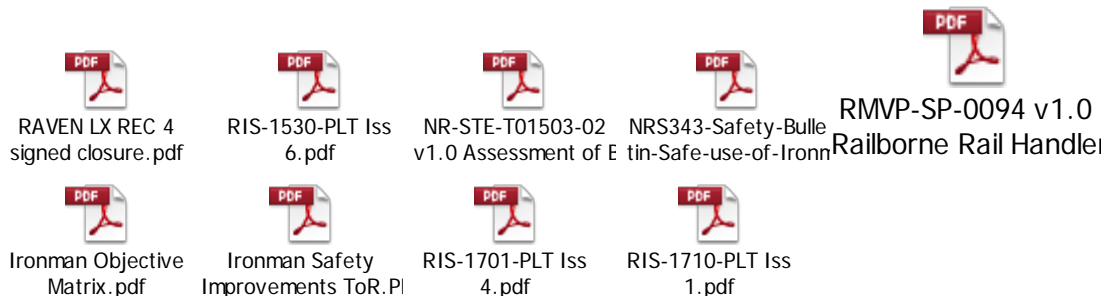 PDF PDF PDF PDF PDF
RAVEN LX REC 4 RIS-1530-PLT Iss NR-STE-T01503-02 NRS343-Safety-Bulle RMVP-SP-0094 v1.0
signed closure.pdf 6.pdf v1.0 Assessment of E tin-Safe-use-of-Ironm Railborne Rail Handler
PDF PDF PDF PDF
Ironman Objective Ironman Safety RIS-1701-PLT Iss RIS-1710-PLT Iss
Matrix.pdf Improvements ToR.P 4.pdf 1.pdf